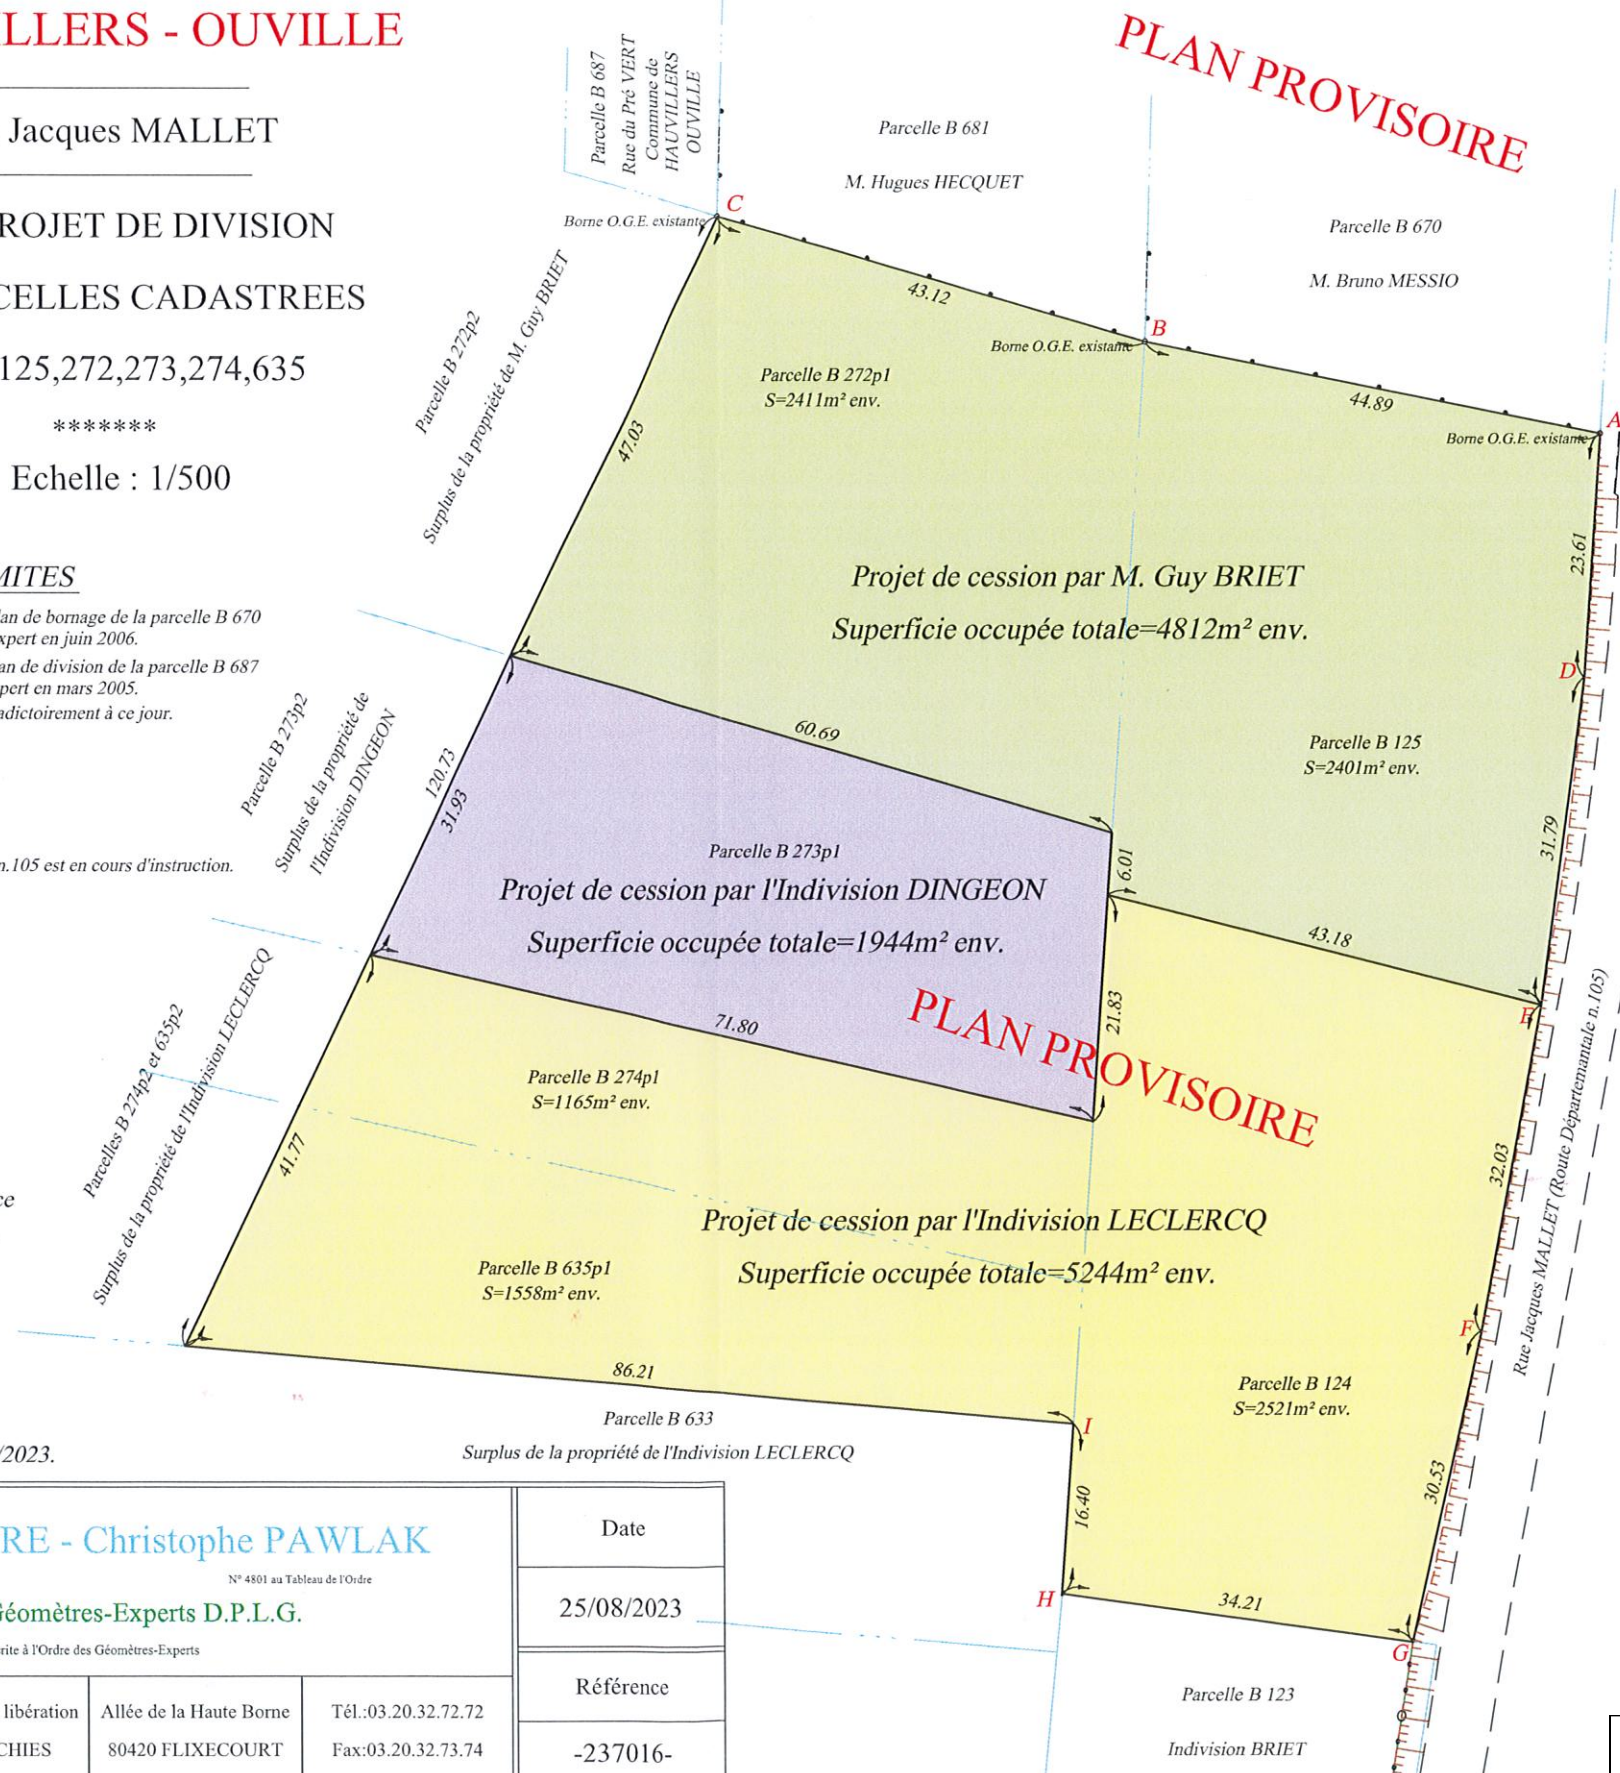 LLERS - OUVILLE
Jacques MALLET
ROJET DE DIVISION
CELLES CADASTREES
125,272,273,274,635
*******
Echelle : 1/500
MITES
an de bornage de la parcelle B 670
xpert en juin 2006.
an de division de la parcelle B 687
pert en mars 2005.
adictoirement à ce jour.
n.105 est en cours d'instruction.
ce
/2023.
PLAN PROVISOIRE
Parcelle B 687
Rue du Pré VERT
Commune de
HAUVILLERS
OUVILLE
Parcelle B 681
M. Hugues HECQUET
Parcelle B 670
M. Bruno MESSIO
C
Borne O.G.E. existante
43.12
B
Borne O.G.E. existante
44.89
A
Borne O.G.E. existante
Parcelle B 272p2
Surplus de la propriété de M. Guy BRIET
47.03
Parcelle B 272p1
S=2411m² env.
Projet de cession par M. Guy BRIET
Superficie occupée totale=4812m² env.
23.61
D
60.69
Parcelle B 125
S=2401m² env.
31.79
Parcelle B 273p2
Surplus de la propriété de
l'Indivision DINGEON
120.73
31.93
Parcelle B 273p1
Projet de cession par l'Indivision DINGEON
Superficie occupée totale=1944m² env.
6.01
43.18
E
21.83
71.80
PLAN PROVISOIRE
Parcelles B 274p2 et 635p2
Surplus de la propriété de l'Indivision LECLERCQ
41.77
Parcelle B 274p1
S=1165m² env.
32.03
Rue Jacques MALLET (Route Départementale n.105)
Projet de cession par l'Indivision LECLERCQ
Superficie occupée totale=5244m² env.
Parcelle B 635p1
S=1558m² env.
F
86.21
Parcelle B 124
S=2521m² env.
Parcelle B 633
Surplus de la propriété de l'Indivision LECLERCQ
I
16.40
30.53
H
34.21
G
Parcelle B 123
Indivision BRIET
RE - Christophe PAWLAK
N° 4801 au Tableau de l'Ordre
Géomètres-Experts D.P.L.G.
rite à l'Ordre des Géomètres-Experts
libération
CHIES
Allée de la Haute Borne
80420 FLIXECOURT
Tél.:03.20.32.72.72
Fax:03.20.32.73.74
Date
25/08/2023
Référence
-237016-